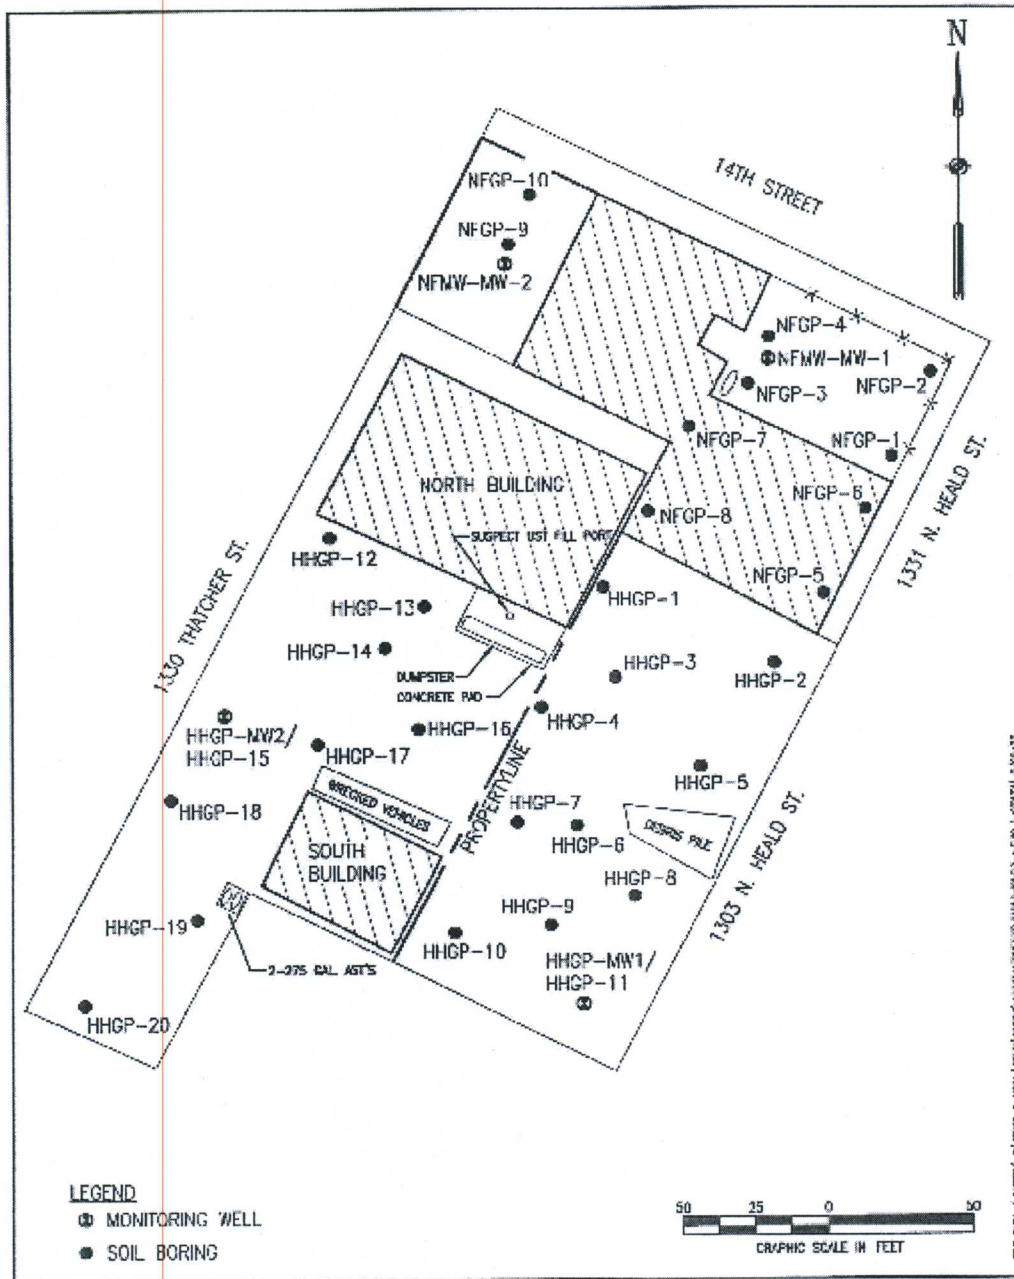 N
14TH STREET
NFGP-10
NFGP-9
NFMW-MW-2
NFGP-4
NFMW-MW-1
NFGP-2
NFGP-3
NFGP-7
NFGP-1
NORTH BUILDING
NFGP-6
NFGP-8
SUSPECT UST FILL PORT
1331 N. HEALD ST.
HHGP-12
NFGP-5
HHGP-1
HHGP-13
1330 THATCHER ST.
HHGP-14
HHGP-3
HHGP-2
DUMPSTER
CONCRETE PAD
HHGP-4
HHGP-16
HHGP-MW2/
HHGP-15
HHGP-17
PROPERTYLINE
HHGP-5
WRECKED VEHICLES
HHGP-18
HHGP-7
HHGP-6
DEBRIS PILE
SOUTH
BUILDING
HHGP-8
1303 N. HEALD ST.
HHGP-19
HHGP-9
HHGP-10
HHGP-MW1/
HHGP-11
2-275 GAL AST'S
HHGP-20
LEGEND
MONITORING WELL
SOIL BORING
50 25 0 50
GRAPHIC SCALE IN FEET